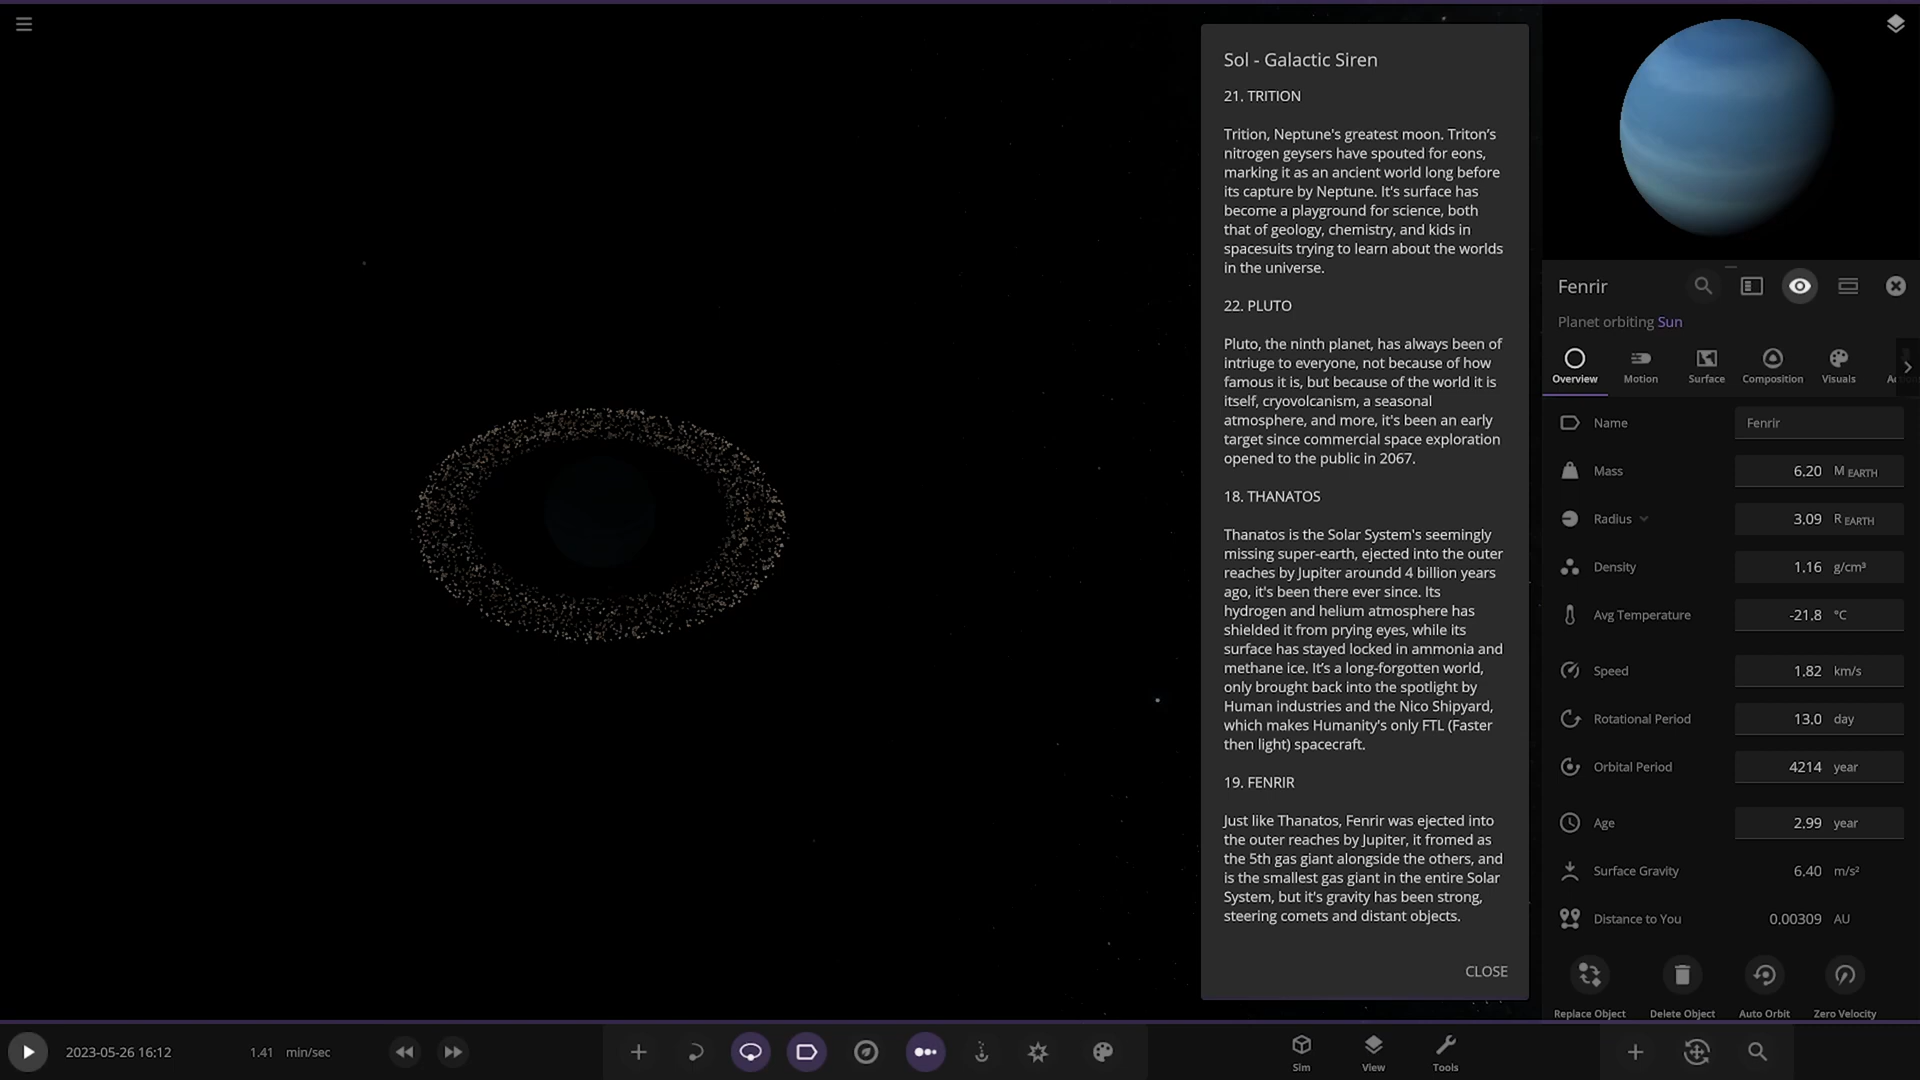 Sol - Galactic Siren
21. TRITION
Trition, Neptune's greatest moon. Triton's
nitrogen geysers have spouted for eons,
marking it as an ancient world long before
its capture by Neptune. It's surface has
become a playground for science, both
that of geology, chemistry, and kids in
spacesuits trying to learn about the worlds
in the universe.
22. PLUTO
Pluto, the ninth planet, has always been of
intriuge to everyone, not because of how
famous it is, but because of the world it is
itself, cryovolcanism, a seasonal
atmosphere, and more, it's been an early
target since commercial space exploration
opened to the public in 2067.
18. THANATOS
Thanatos is the Solar System's seemingly
missing super-earth, ejected into the outer
reaches by Jupiter aroundd 4 billion years
ago, it's been there ever since. Its
hydrogen and helium atmosphere has
shielded it from prying eyes, while its
surface has stayed locked in ammonia and
methane ice. It's a long-forgotten world,
only brought back into the spotlight by
Human industries and the Nico Shipyard,
which makes Humanity's only FTL (Faster
then light) spacecraft.
19. FENRIR
Just like Thanatos, Fenrir was ejected into
the outer reaches by Jupiter, it fromed as
the 5th gas giant alongside the others, and
is the smallest gas giant in the entire Solar
System, but it's gravity has been strong,
steering comets and distant objects.
CLOSE
Fenrir
Planet orbiting Sun
Overview Motion Surface Composition Visuals
Name Fenrir
Mass 6.20 M EARTH
Radius 3.09 R EARTH
Density 1.16 g/cm³
Avg Temperature -21.8 °C
Speed 1.82 km/s
Rotational Period 13.0 day
Orbital Period 4214 year
Age 2.99 year
Surface Gravity 6.40 m/s²
Distance to You 0.00309 AU
Replace Object Delete Object Auto Orbit Zero Velocity
2023-05-26 16:12 1.41 min/sec Sim View Tools